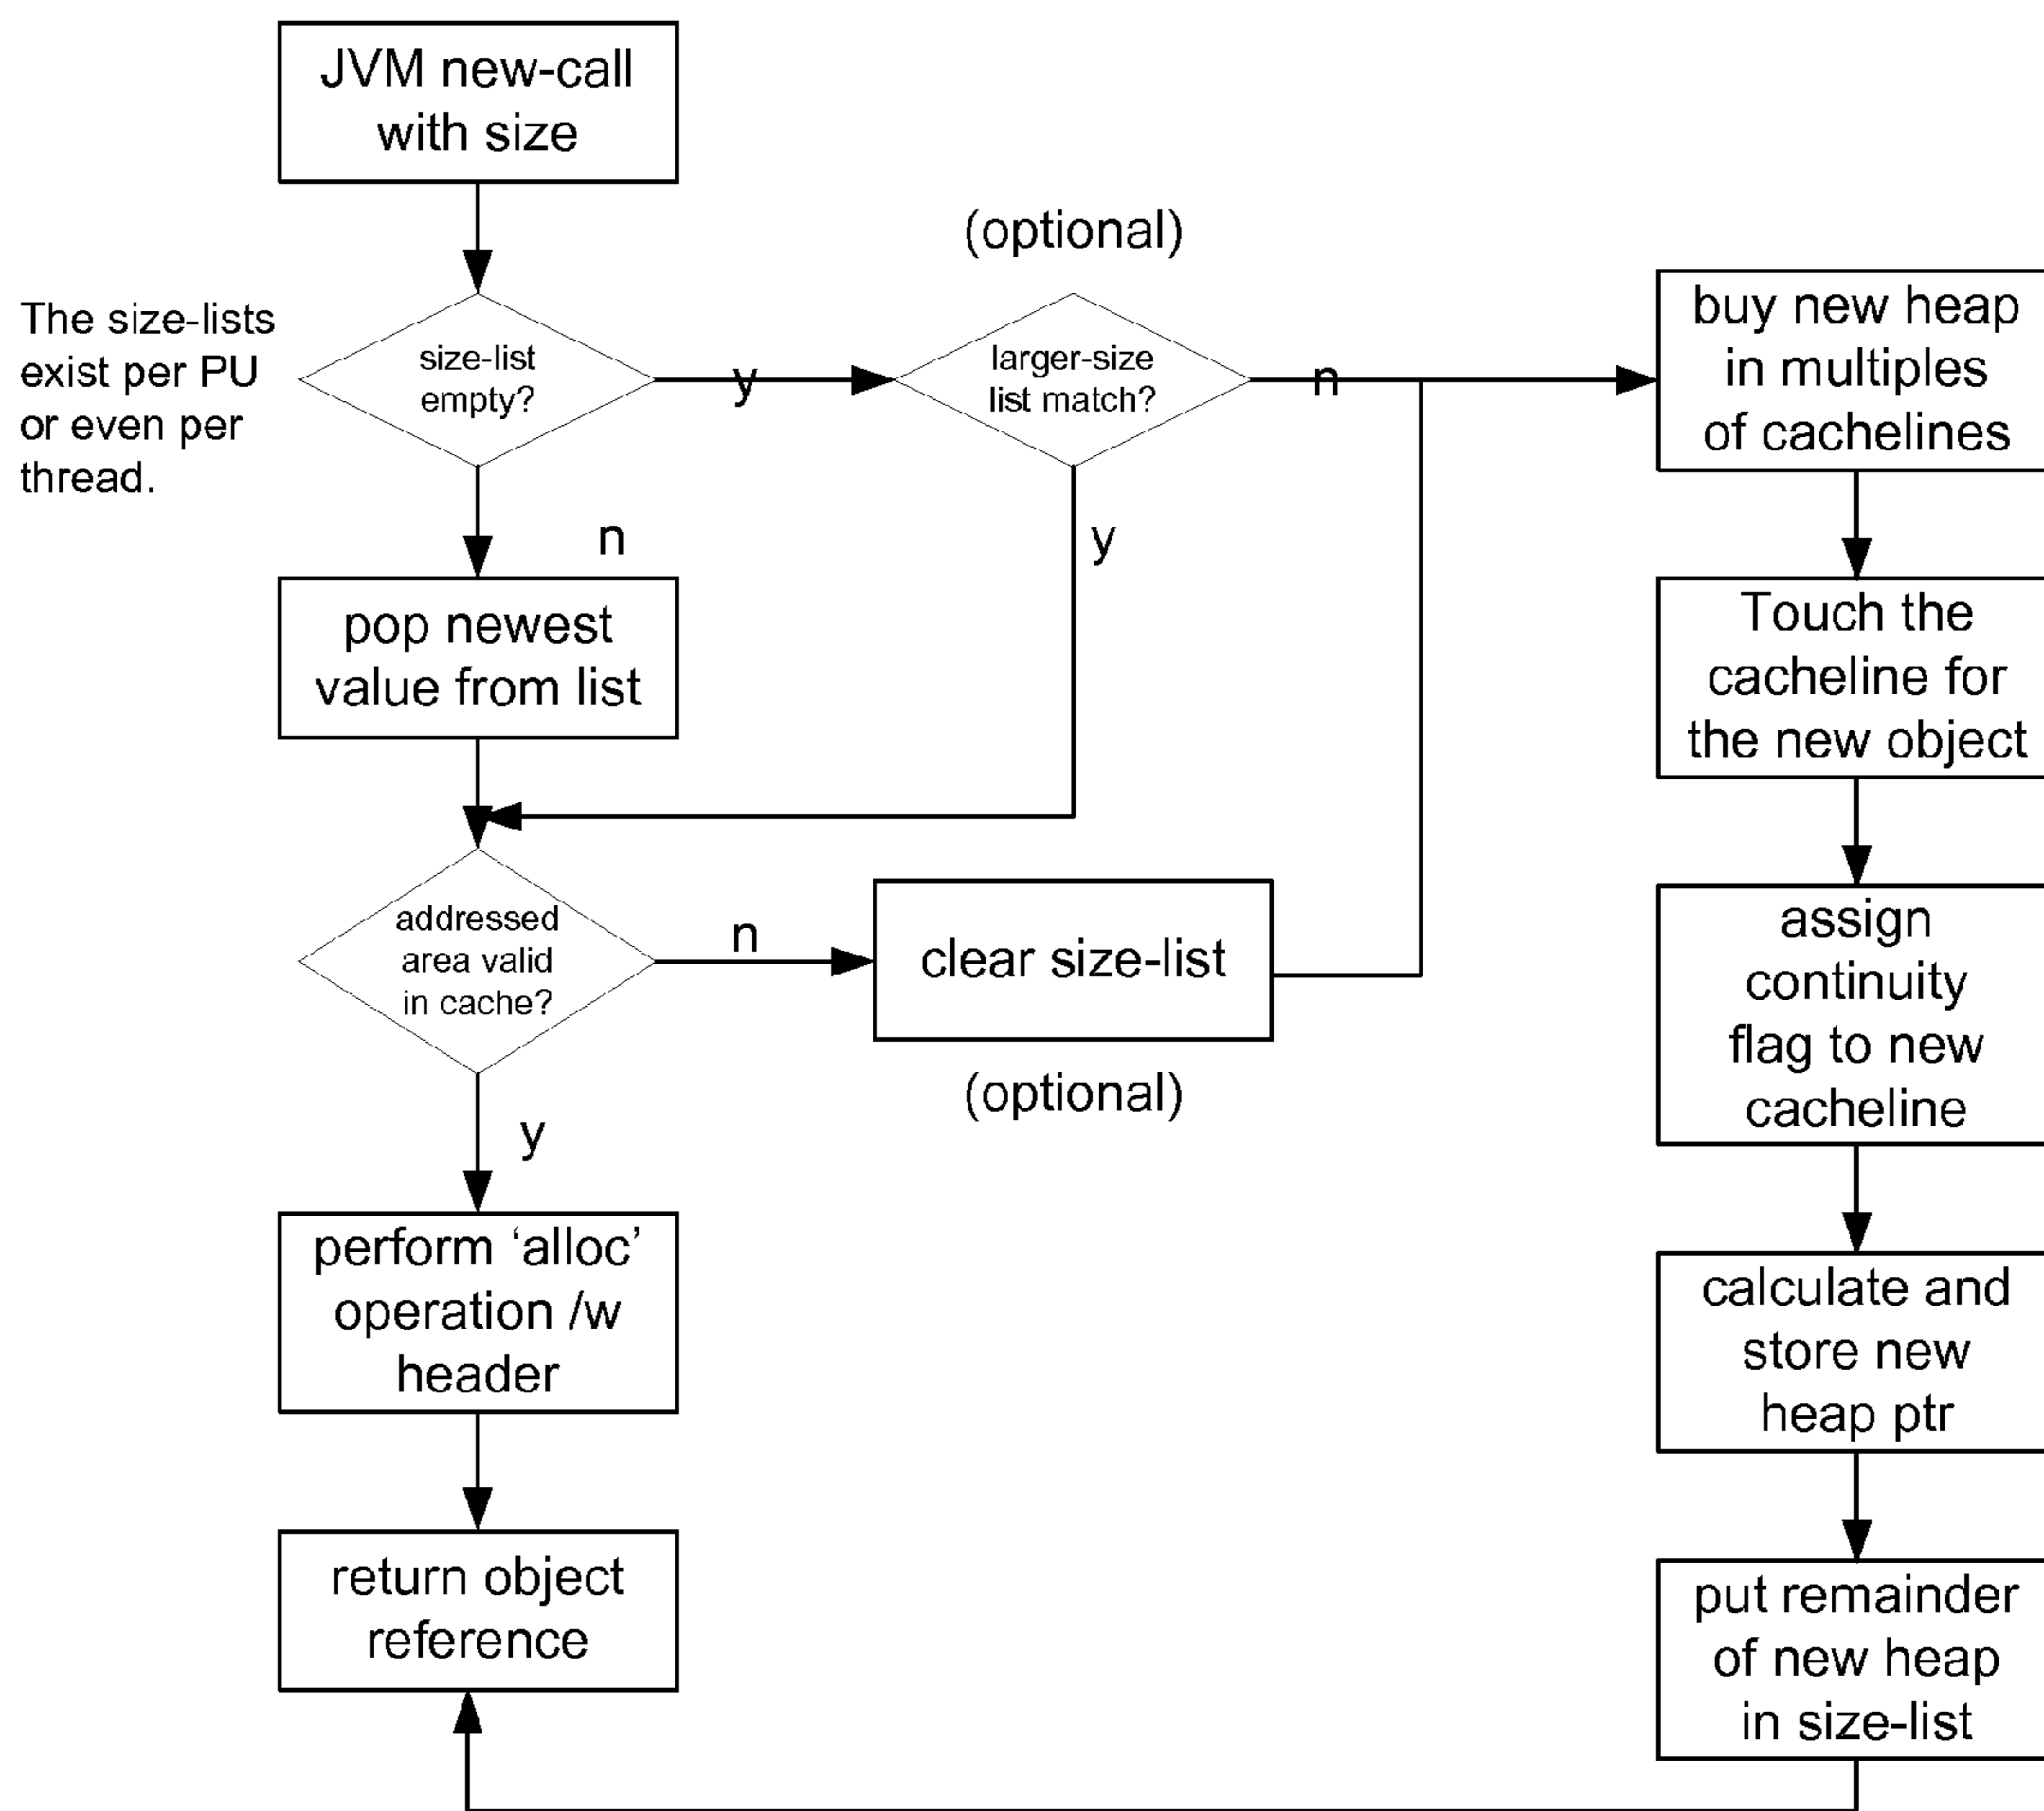 JVM new-call
with size
(optional)
The size-lists
exist per PU
or even per
thread.
size-list
empty?
y
larger-size
list match?
n
buy new heap
in multiples
of cachelines
n
y
pop newest
value from list
Touch the
cacheline for
the new object
addressed
area valid
in cache?
n
clear size-list
(optional)
assign
continuity
flag to new
cacheline
y
perform ‘alloc’
operation /w
header
calculate and
store new
heap ptr
return object
reference
put remainder
of new heap
in size-list